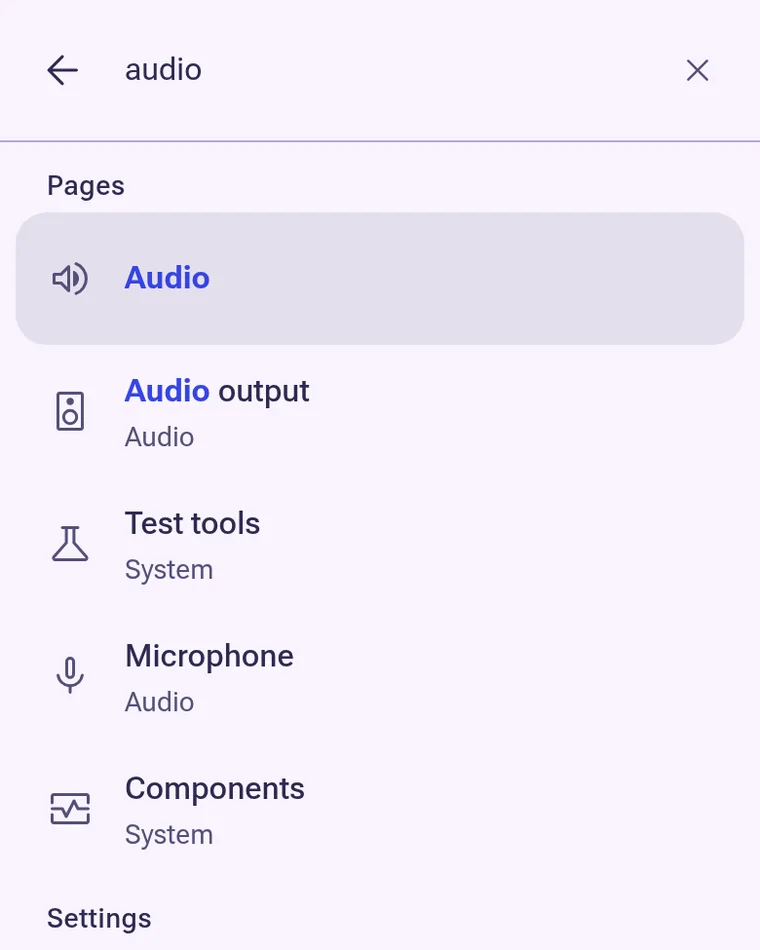 audio
Pages
Audio
Audio output
Audio
Test tools
System
Microphone
Audio
Components
System
Settings